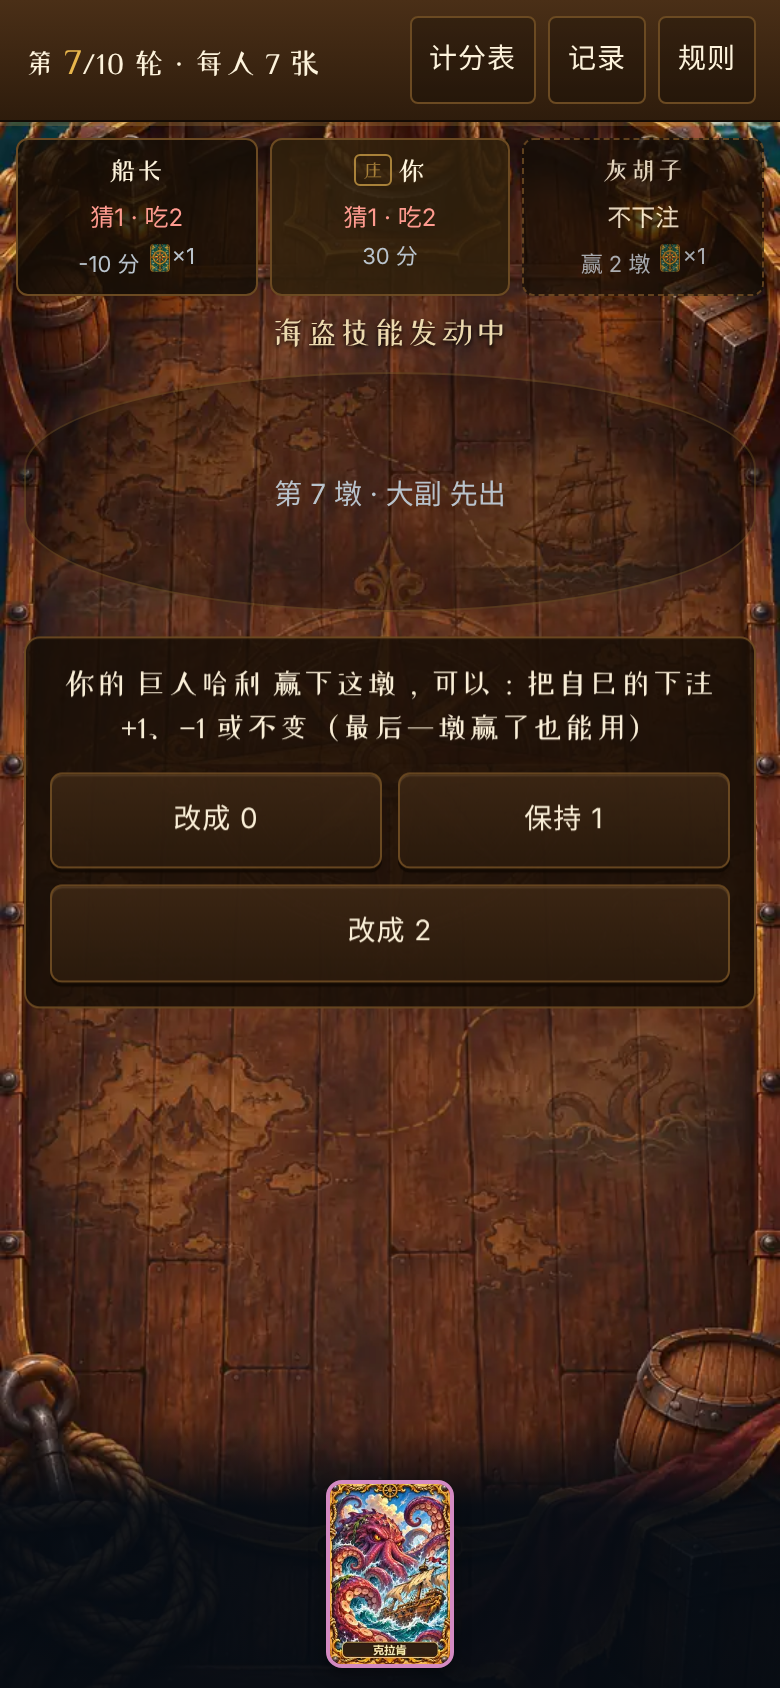 第 7/10 轮 · 每人 7 张
计分表
记录
规则
船长
猜1 · 吃2
-10 分 ×1
庄 你
猜1 · 吃2
30 分
灰胡子
不下注
赢 2 墩 ×1
海盗技能发动中
第 7 墩 · 大副 先出
你的 巨人哈利 赢下这墩，可以：把自己的下注
+1、−1 或不变（最后一墩赢了也能用）
改成 0
保持 1
改成 2
克拉肯